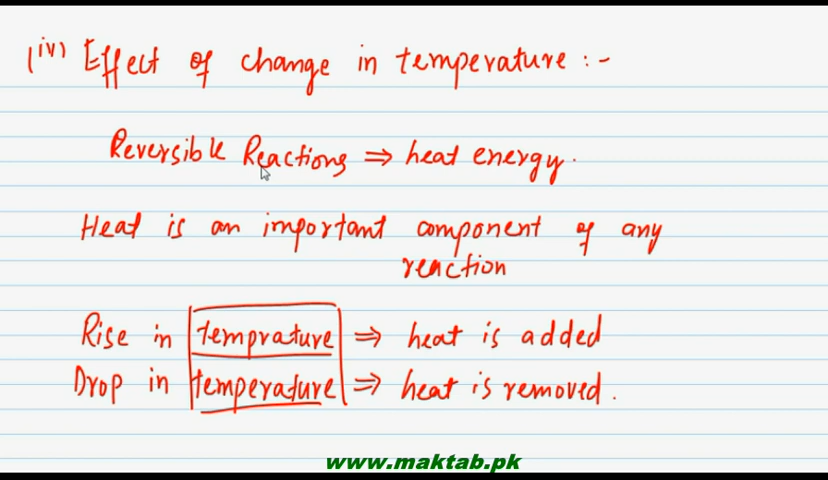 (iv) Effect of change in temperature :-
Reversible Reactions ⇒ heat energy.
Heat is an important component of any
reaction
Rise in temprature ⇒ heat is added
Drop in temperature ⇒ heat is removed.
www.maktab.pk